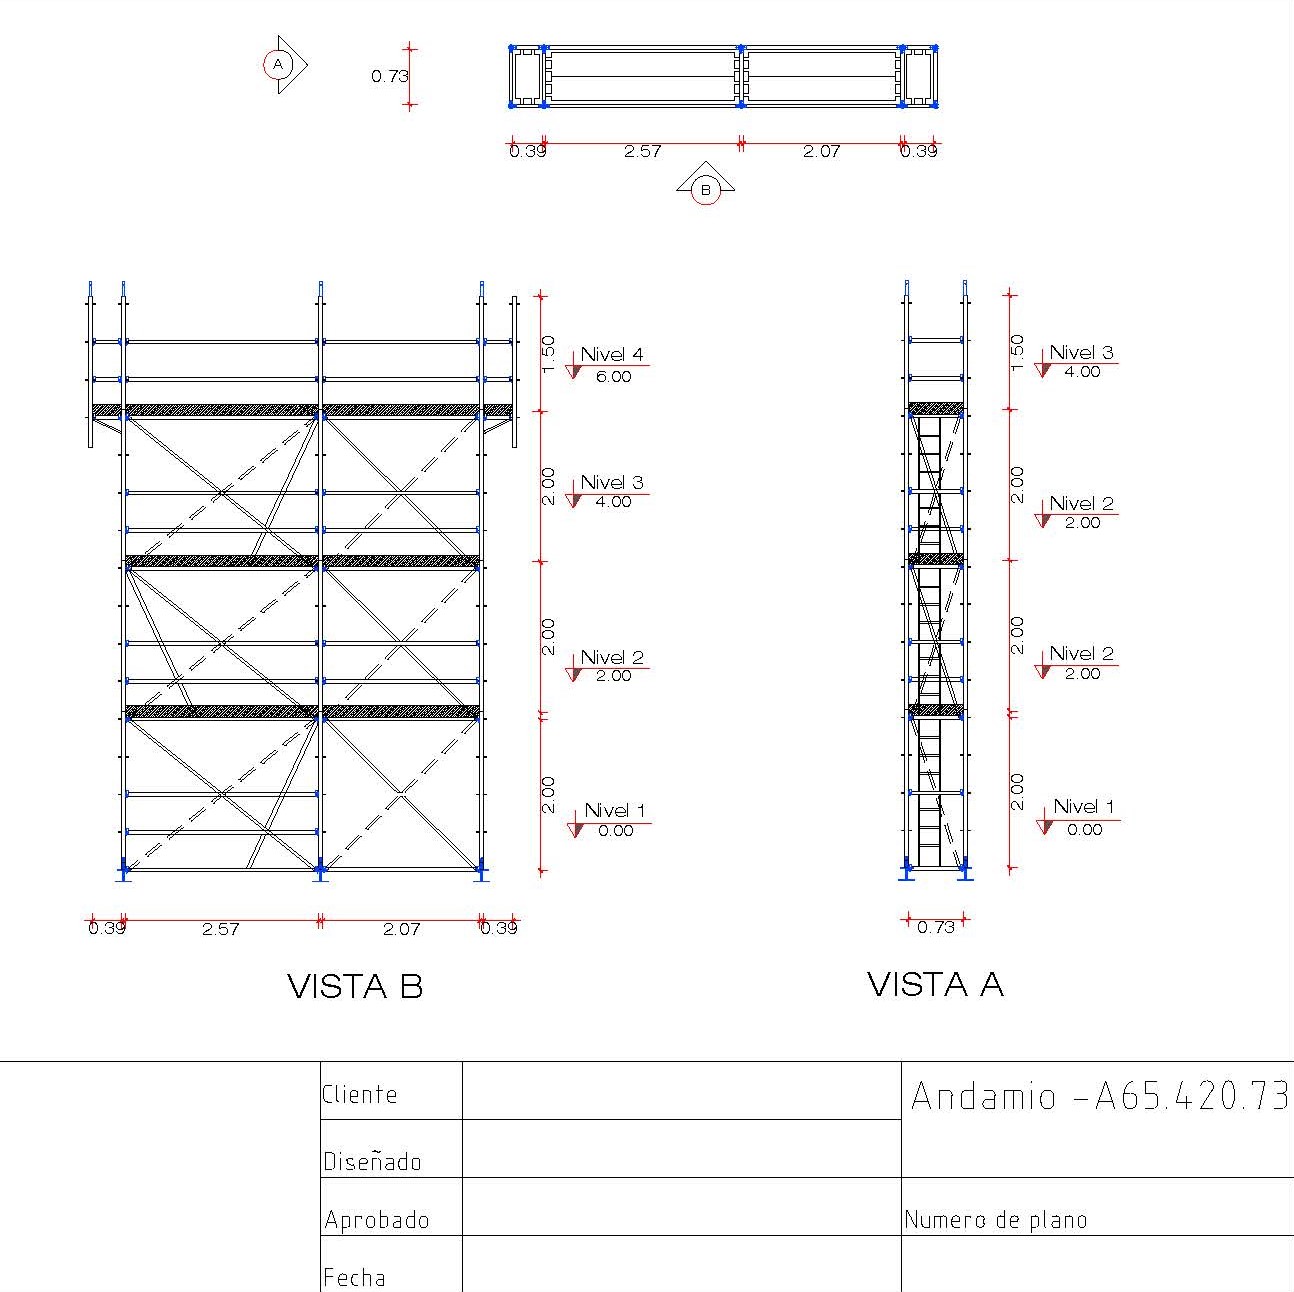 A
0.73
0.39
2.57
2.07
0.39
B
1.50
Nivel 4
6.00
2.00
Nivel 3
4.00
2.00
Nivel 2
2.00
2.00
Nivel 1
0.00
0.39
2.57
2.07
0.39
VISTA B
1.50
Nivel 3
4.00
2.00
Nivel 2
2.00
2.00
Nivel 2
2.00
2.00
Nivel 1
0.00
0.73
VISTA A
Cliente
Andamio -A65.420.73
Diseñado
Aprobado
Numero de plano
Fecha